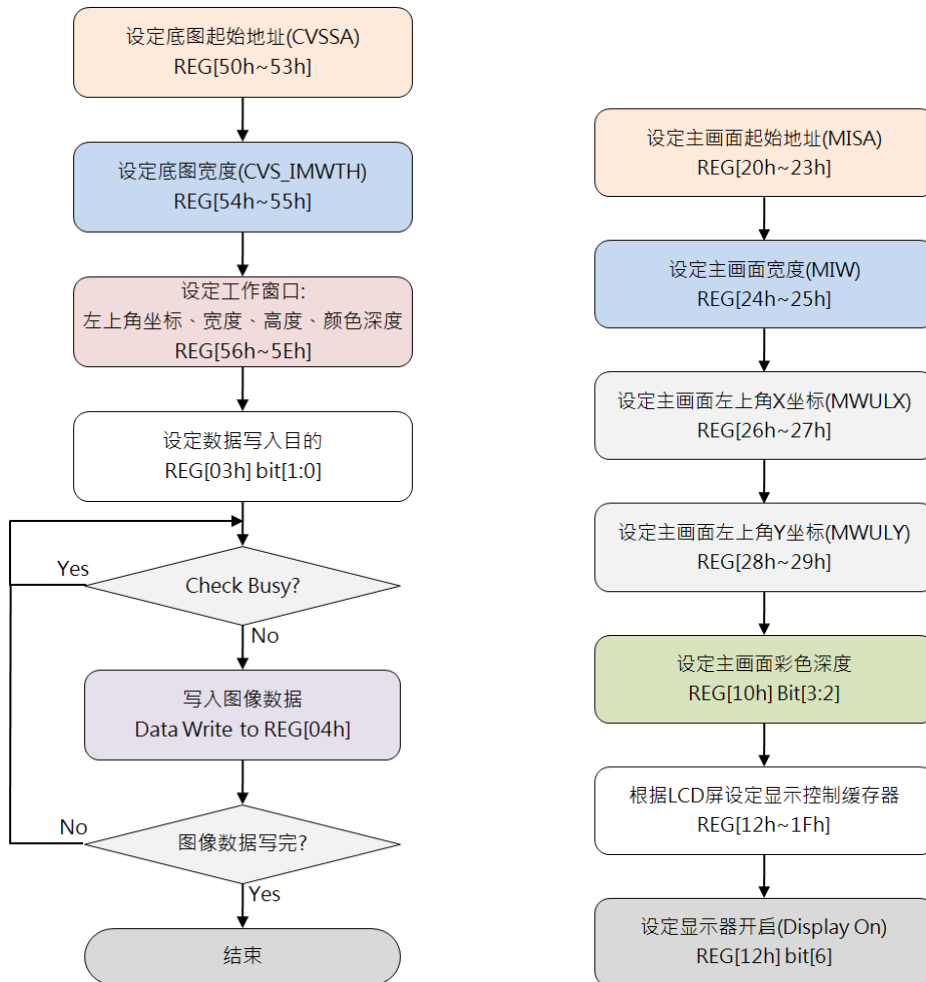 设定底图起始地址(CVSSA)
REG[50h~53h]
设定底图宽度(CVS_IMWTH)
REG[54h~55h]
设定工作窗口:
左上角坐标、宽度、高度、颜色深度
REG[56h~5Eh]
设定数据写入目的
REG[03h] bit[1:0]
Yes
Check Busy?
No
写入图像数据
Data Write to REG[04h]
No
图像数据写完?
Yes
结束
设定主画面起始地址(MISA)
REG[20h~23h]
设定主画面宽度(MIW)
REG[24h~25h]
设定主画面左上角X坐标(MWULX)
REG[26h~27h]
设定主画面左上角Y坐标(MWULY)
REG[28h~29h]
设定主画面彩色深度
REG[10h] Bit[3:2]
根据LCD屏设定显示控制缓存器
REG[12h~1Fh]
设定显示器开启(Display On)
REG[12h] bit[6]